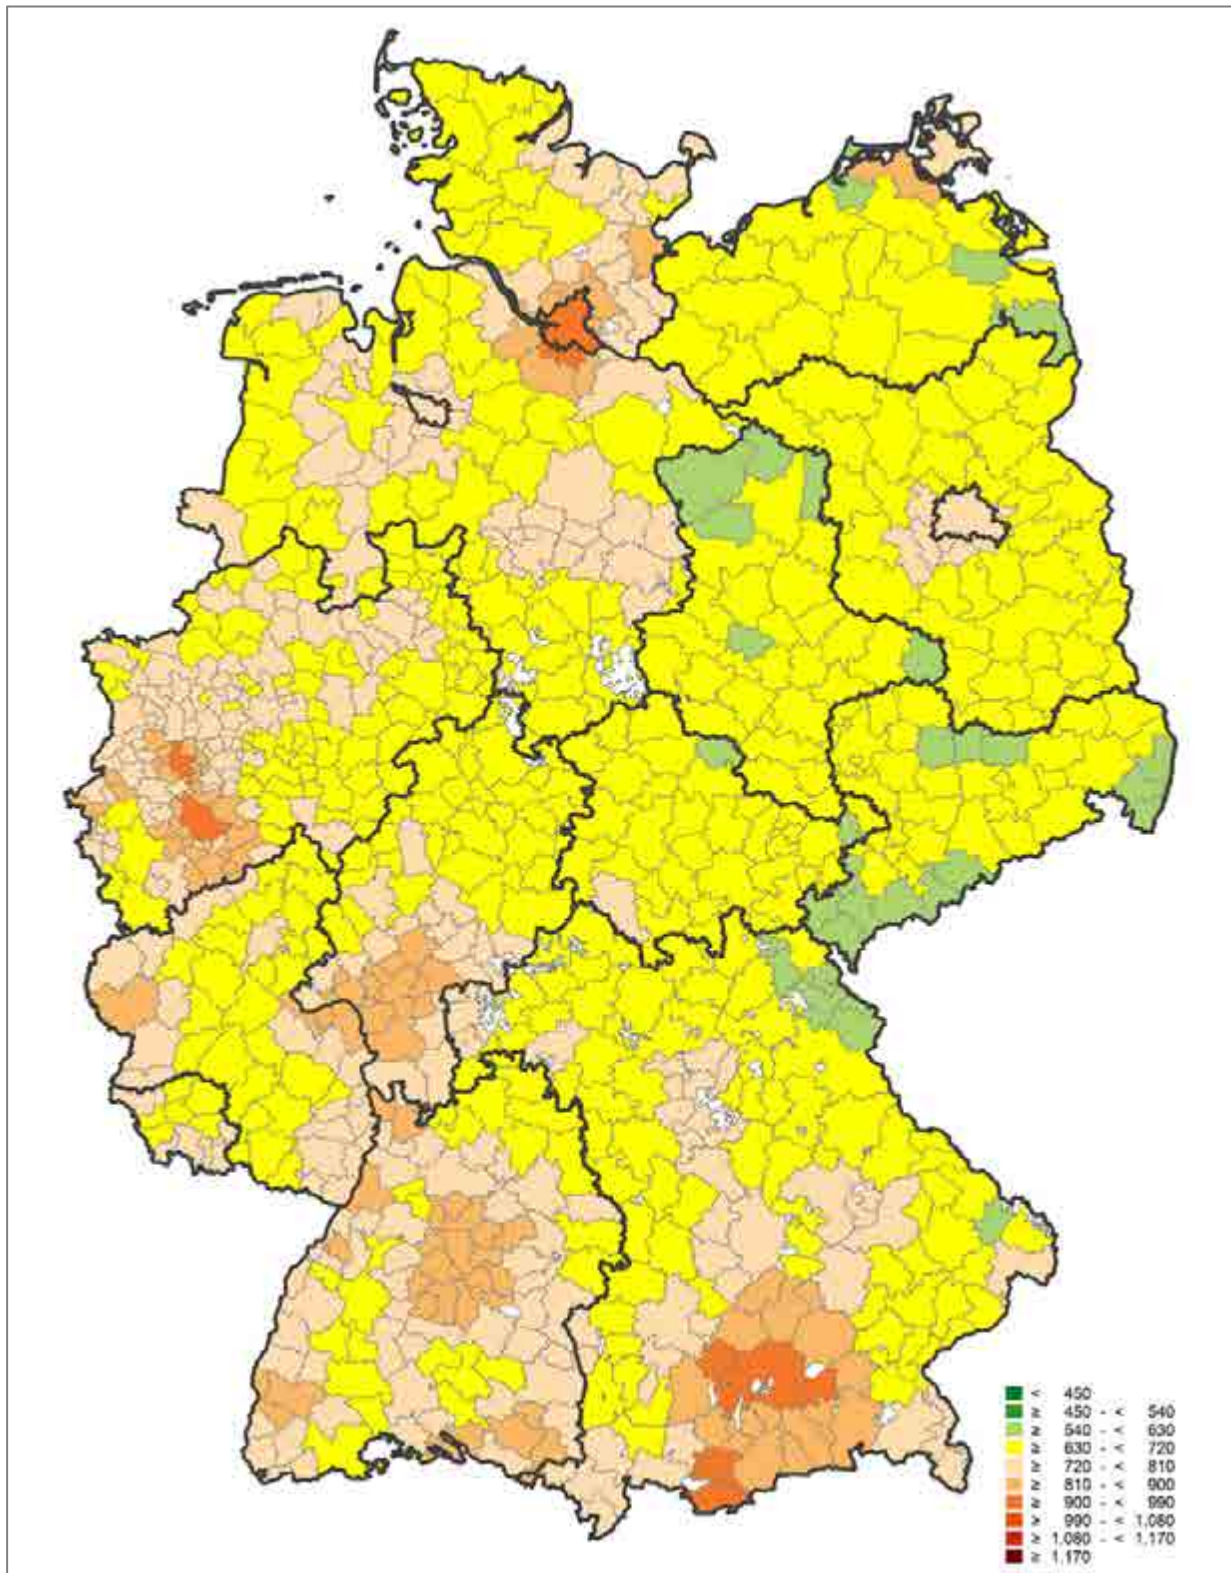 < 450
≥ 450 - < 540
≥ 540 - < 630
≥ 630 - < 720
≥ 720 - < 810
≥ 810 - < 900
≥ 900 - < 990
≥ 990 - < 1.080
≥ 1.080 - < 1.170
≥ 1.170